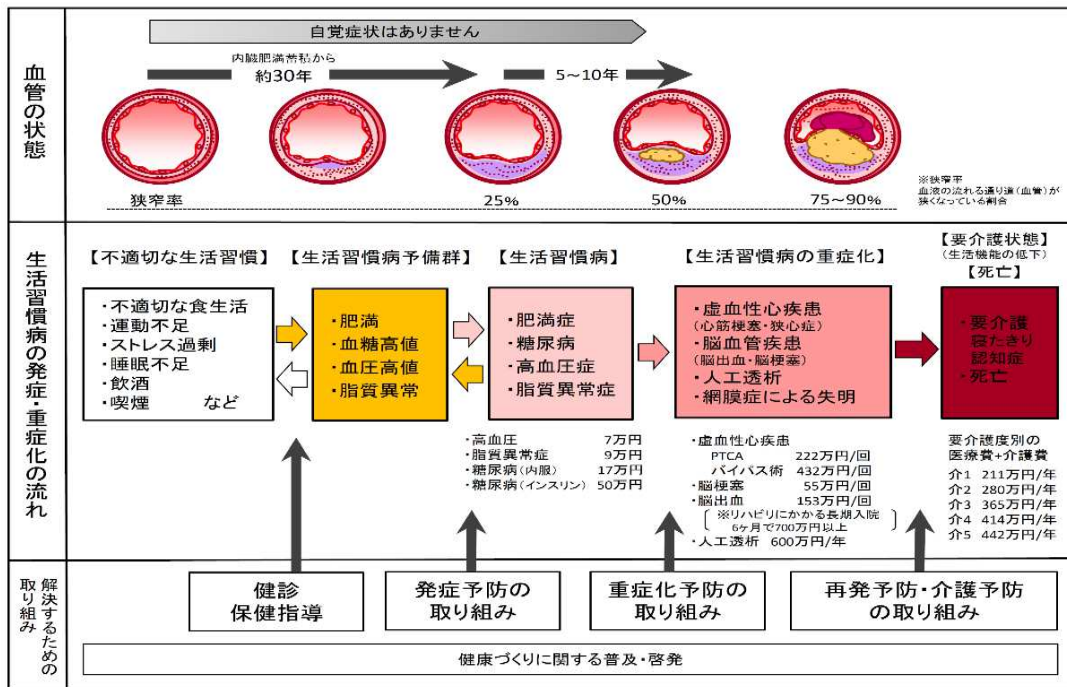 血管の状態
自覚症状はありません
内臓肥満蓄積から
約30年
5～10年
狭窄率
25%
50%
75～90%
※狭窄率
血液の流れる通り道(血管)が
狭くなっている割合
生活習慣病の発症・重症化の流れ
【不適切な生活習慣】
・不適切な食生活
・運動不足
・ストレス過剰
・睡眠不足
・飲酒
・喫煙 など
【生活習慣病予備群】
・肥満
・血糖高値
・血圧高値
・脂質異常
【生活習慣病】
・肥満症
・糖尿病
・高血圧症
・脂質異常症
・高血圧 7万円
・脂質異常症 9万円
・糖尿病(内服) 17万円
・糖尿病(インスリン) 50万円
【生活習慣病の重症化】
・虚血性心疾患
(心筋梗塞・狭心症)
・脳血管疾患
(脳出血・脳梗塞)
・人工透析
・網膜症による失明
・虚血性心疾患
PTCA 222万円/回
バイパス術 432万円/回
・脳梗塞 55万円/回
・脳出血 153万円/回
※リハビリにかかる長期入院
6ヶ月で700万円以上
・人工透析 600万円/年
【要介護状態】
(生活機能の低下)
【死亡】
・要介護
寝たきり
認知症
・死亡
要介護度別の
医療費+介護費
介1 211万円/年
介2 280万円/年
介3 365万円/年
介4 414万円/年
介5 442万円/年
解決するための
取り組み
健診
保健指導
発症予防の
取り組み
重症化予防の
取り組み
再発予防・介護予防
の取り組み
健康づくりに関する普及・啓発